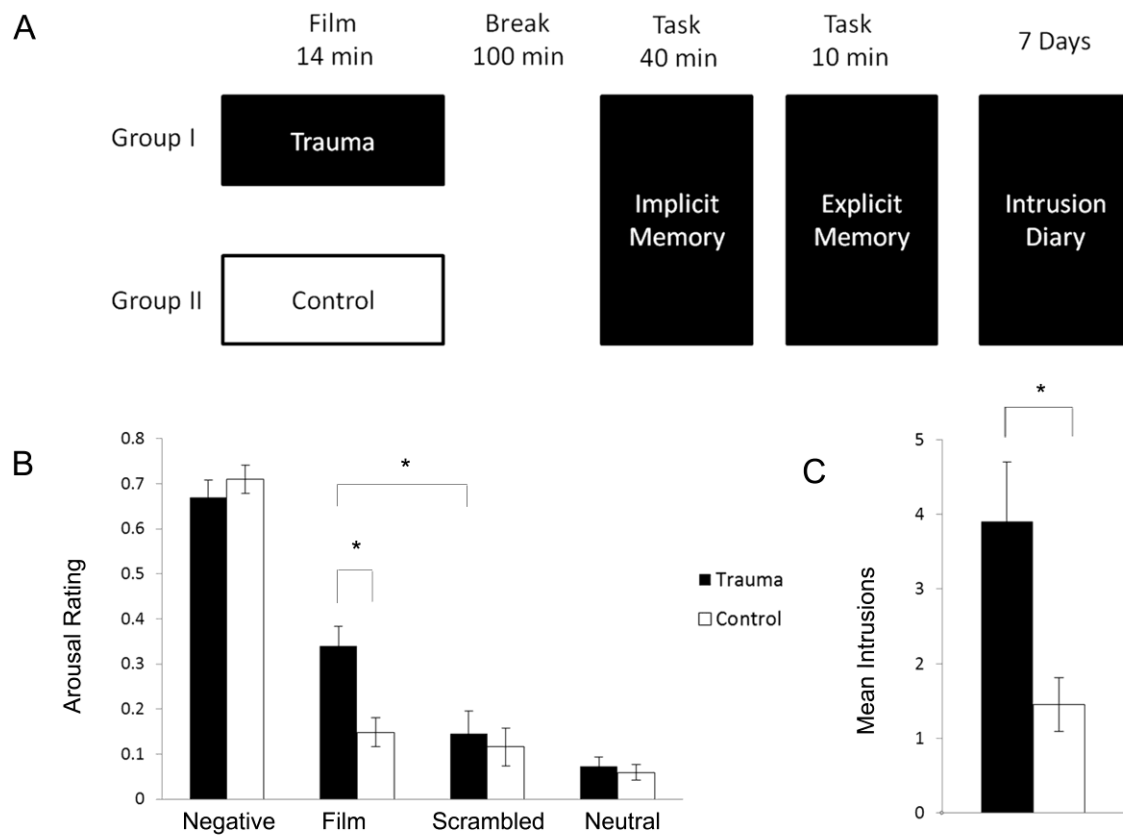 A
Film
14 min
Break
100 min
Task
40 min
Task
10 min
7 Days
Group I
Trauma
Group II
Control
Implicit
Memory
Explicit
Memory
Intrusion
Diary
B
Arousal Rating
0.8
0.7
0.6
0.5
0.4
0.3
0.2
0.1
0
*
*
Negative
Film
Scrambled
Neutral
Trauma
Control
C
Mean Intrusions
5
4
3
2
1
0
*